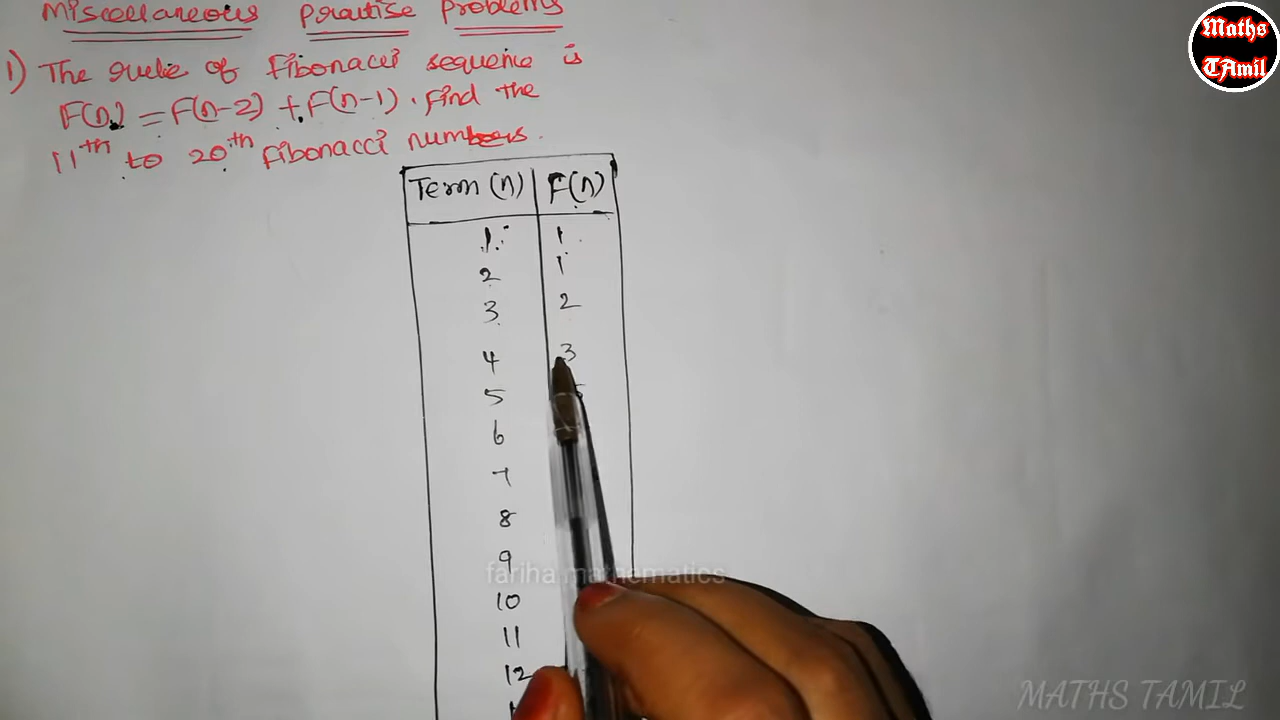 Miscellaneous Practise Problems
1) The rule of Fibonacci sequence is
F(n) = F(n-2) + F(n-1). Find the
11th to 20th Fibonacci numbers.
Term (n) F(n)
1 1
2 1
3 2
4 3
5 5
6
7
8
9
10
11
12
Maths
TAmil
fariha mathematics
MATHS TAMIL